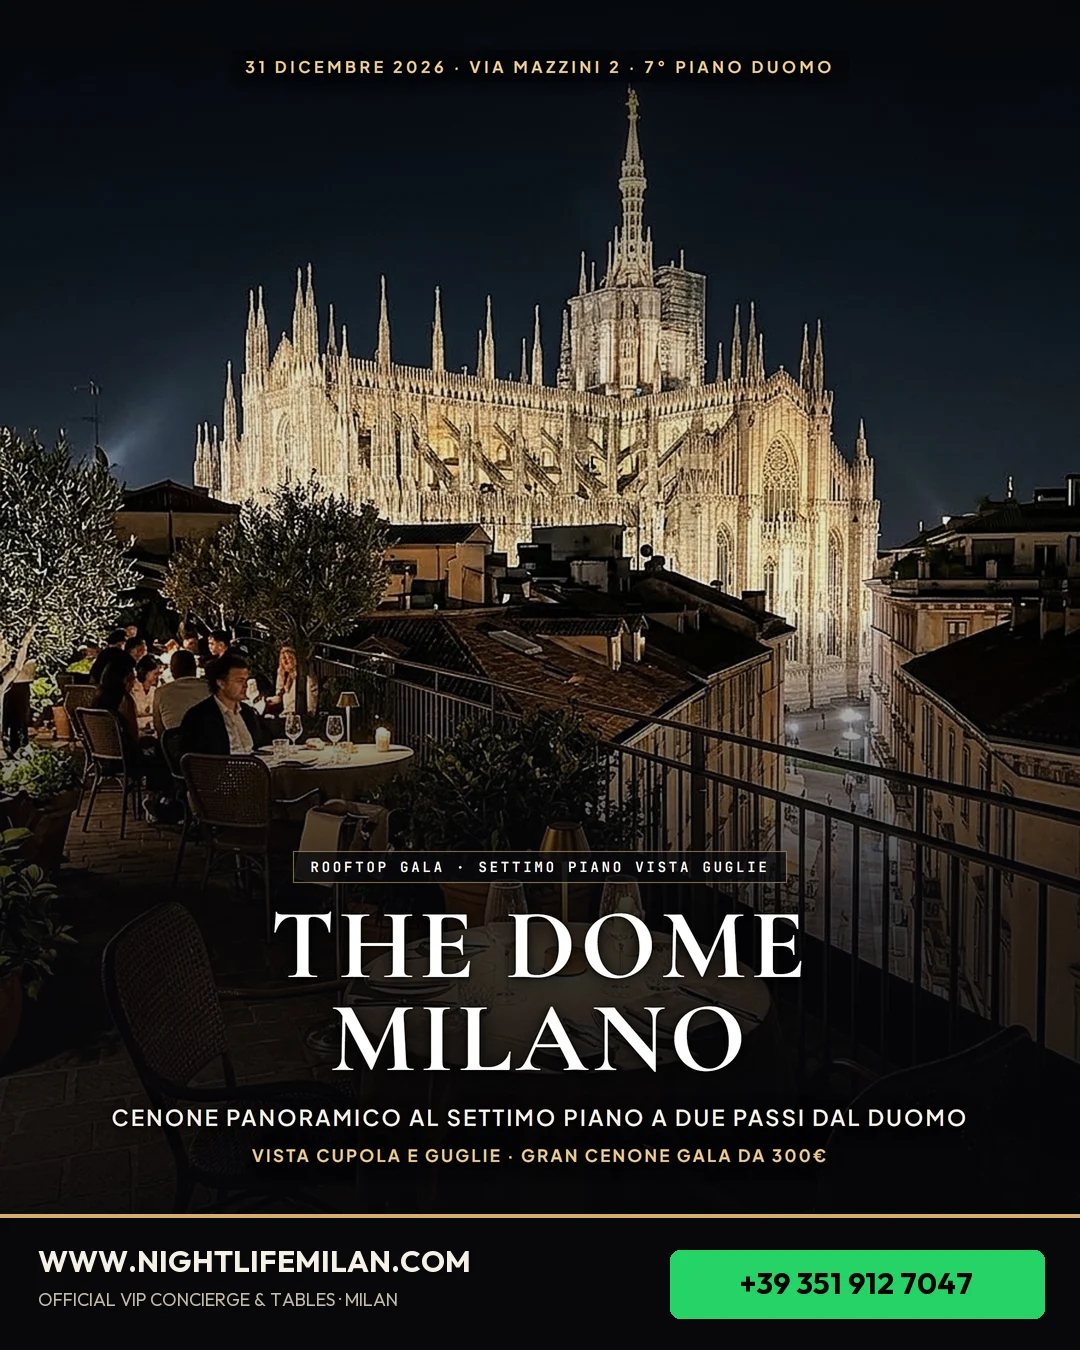 31 DICEMBRE 2026 · VIA MAZZINI 2 · 7° PIANO DUOMO
ROOFTOP GALA · SETTIMO PIANO VISTA GUGLIE
THE DOME
MILANO
CENONE PANORAMICO AL SETTIMO PIANO A DUE PASSI DAL DUOMO
VISTA CUPOLA E GUGLIE · GRAN CENONE GALA DA 300€
WWW.NIGHTLIFEMILAN.COM
+39 351 912 7047
OFFICIAL VIP CONCIERGE & TABLES · MILAN